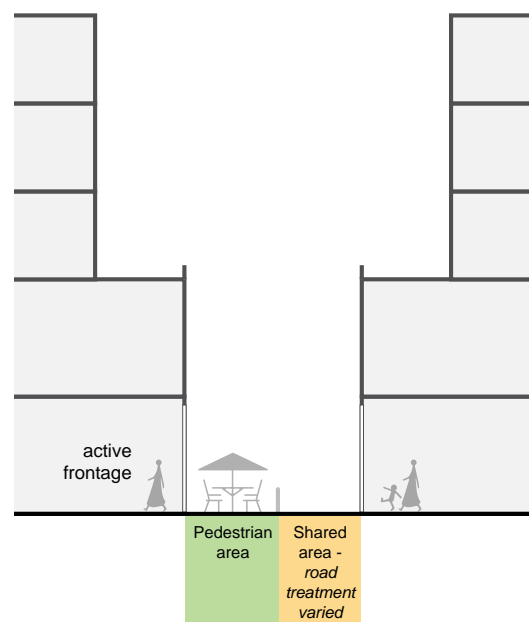 active
frontage
Pedestrian
area
Shared
area -
road
treatment
varied